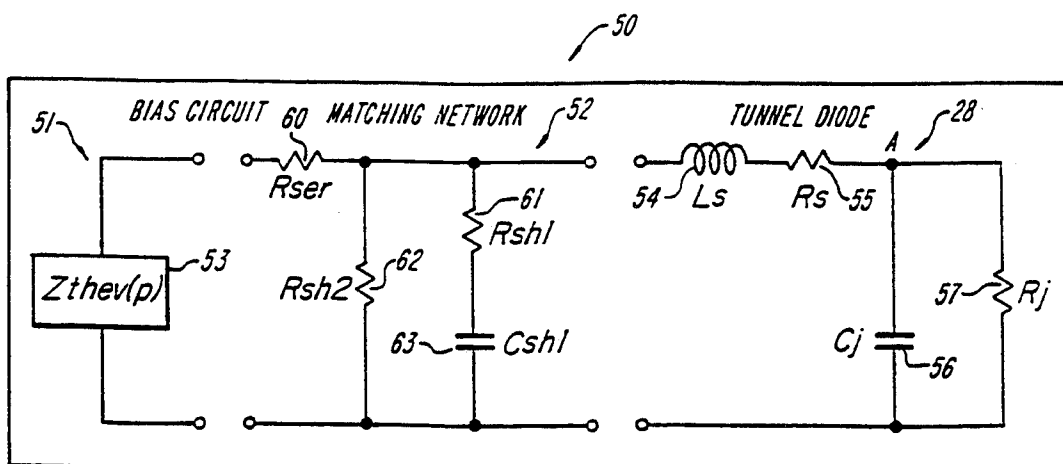 50
BIAS CIRCUIT MATCHING NETWORK TUNNEL DIODE
51 60 52 A 28
Rser 54 Ls Rs 55
61
Rsh1
53
Zthev(p)
Rsh2 62
57 Rj
63 Csh1 Cj 56